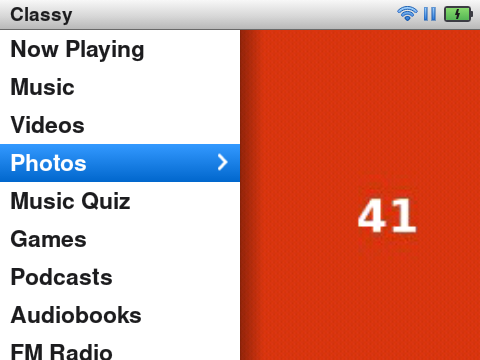 Classy
Now Playing
Music
Videos
Photos
Music Quiz
Games
Podcasts
Audiobooks
FM Radio
41